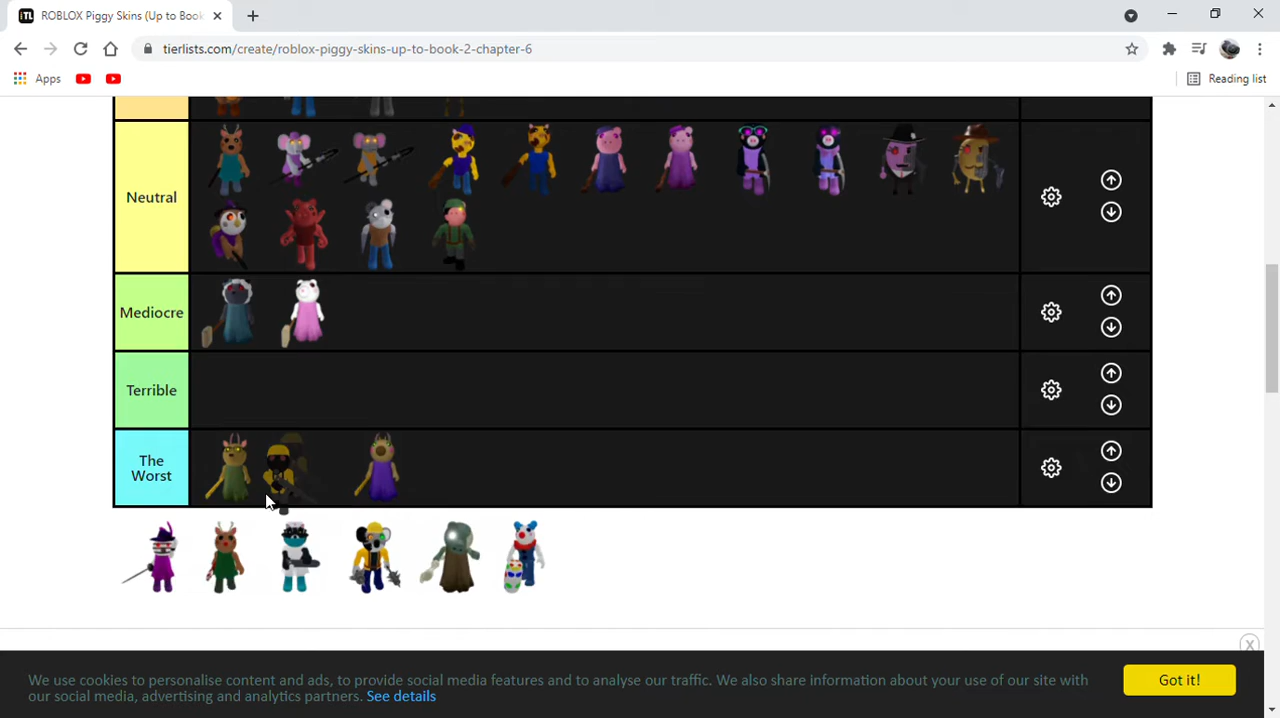 ROBLOX Piggy Skins (Up to Book
tierlists.com/create/roblox-piggy-skins-up-to-book-2-chapter-6
Apps
Reading list
Neutral
Mediocre
Terrible
The
Worst
We use cookies to personalise content and ads, to provide social media features and to analyse our traffic. We also share information about your use of our site with
our social media, advertising and analytics partners. See details
Got it!